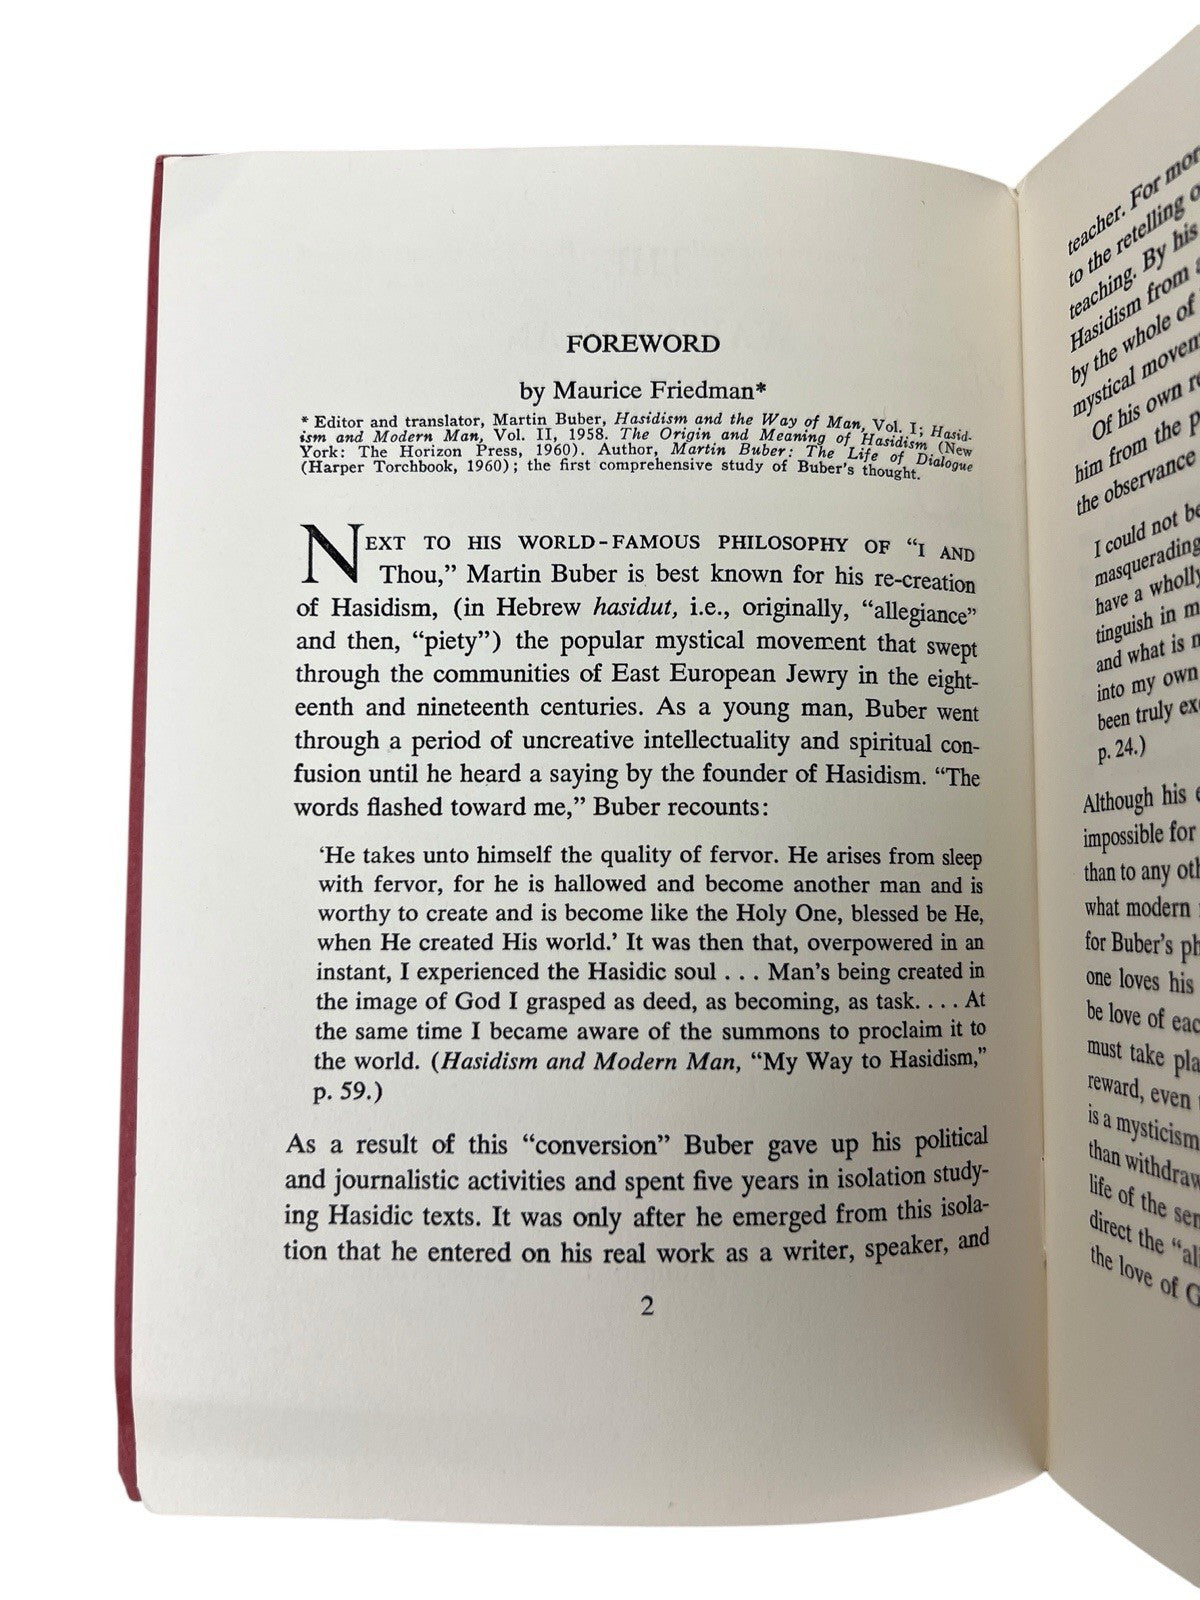 FOREWORD
by Maurice Friedman*
* Editor and translator, Martin Buber, Hasidism and the Way of Man, Vol. I; Hasid-
ism and Modern Man, Vol. II, 1958. The Origin and Meaning of Hasidism (New
York: The Horizon Press, 1960). Author, Martin Buber: The Life of Dialogue
(Harper Torchbook, 1960); the first comprehensive study of Buber's thought.
NEXT TO HIS WORLD-FAMOUS PHILOSOPHY OF “I AND
Thou,” Martin Buber is best known for his re-creation
of Hasidism, (in Hebrew hasidut, i.e., originally, “allegiance”
and then, “piety”) the popular mystical movement that swept
through the communities of East European Jewry in the eight-
eenth and nineteenth centuries. As a young man, Buber went
through a period of uncreative intellectuality and spiritual con-
fusion until he heard a saying by the founder of Hasidism. “The
words flashed toward me,” Buber recounts:
‘He takes unto himself the quality of fervor. He arises from sleep
with fervor, for he is hallowed and become another man and is
worthy to create and is become like the Holy One, blessed be He,
when He created His world.’ It was then that, overpowered in an
instant, I experienced the Hasidic soul . . . Man’s being created in
the image of God I grasped as deed, as becoming, as task. . . . At
the same time I became aware of the summons to proclaim it to
the world. (Hasidism and Modern Man, “My Way to Hasidism,”
p. 59.)
As a result of this “conversion” Buber gave up his political
and journalistic activities and spent five years in isolation study-
ing Hasidic texts. It was only after he emerged from this isola-
tion that he entered on his real work as a writer, speaker, and
2
teacher. For
to the retelling
teaching. By his
Hasidism from
by the whole of
mystical
Of his own
him from the
the observance
I could not
masquerading
have a wholly
tinguish in
and what is
into my own
been truly
p. 24.)
Although his
impossible for
than to any
what modern
for Buber’s
one loves his
be love of
must take
reward, even
is a mysticism
than
life of the
direct the
the love of